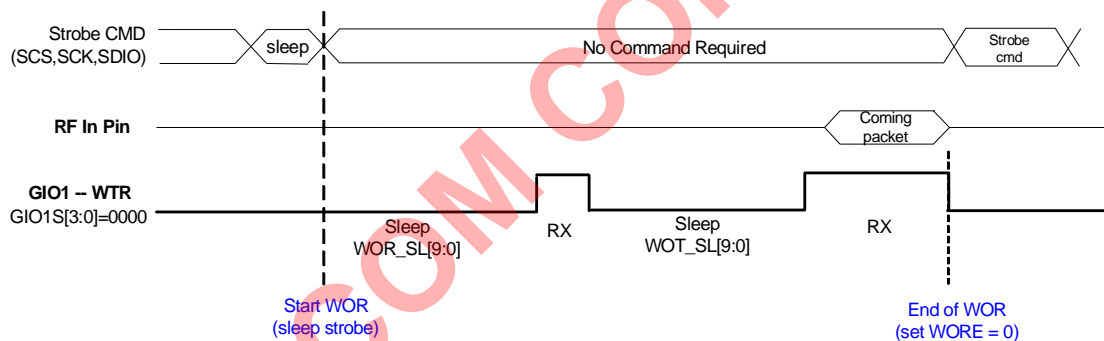 Strobe CMD
(SCS,SCK,SDIO)
sleep
No Command Required
Strobe
cmd
RF In Pin
Coming
packet
GIO1 -- WTR
GIO1S[3:0]=0000
Sleep
WOR_SL[9:0]
RX
Sleep
WOT_SL[9:0]
RX
Start WOR
(sleep strobe)
End of WOR
(set WORE = 0)
COM CO